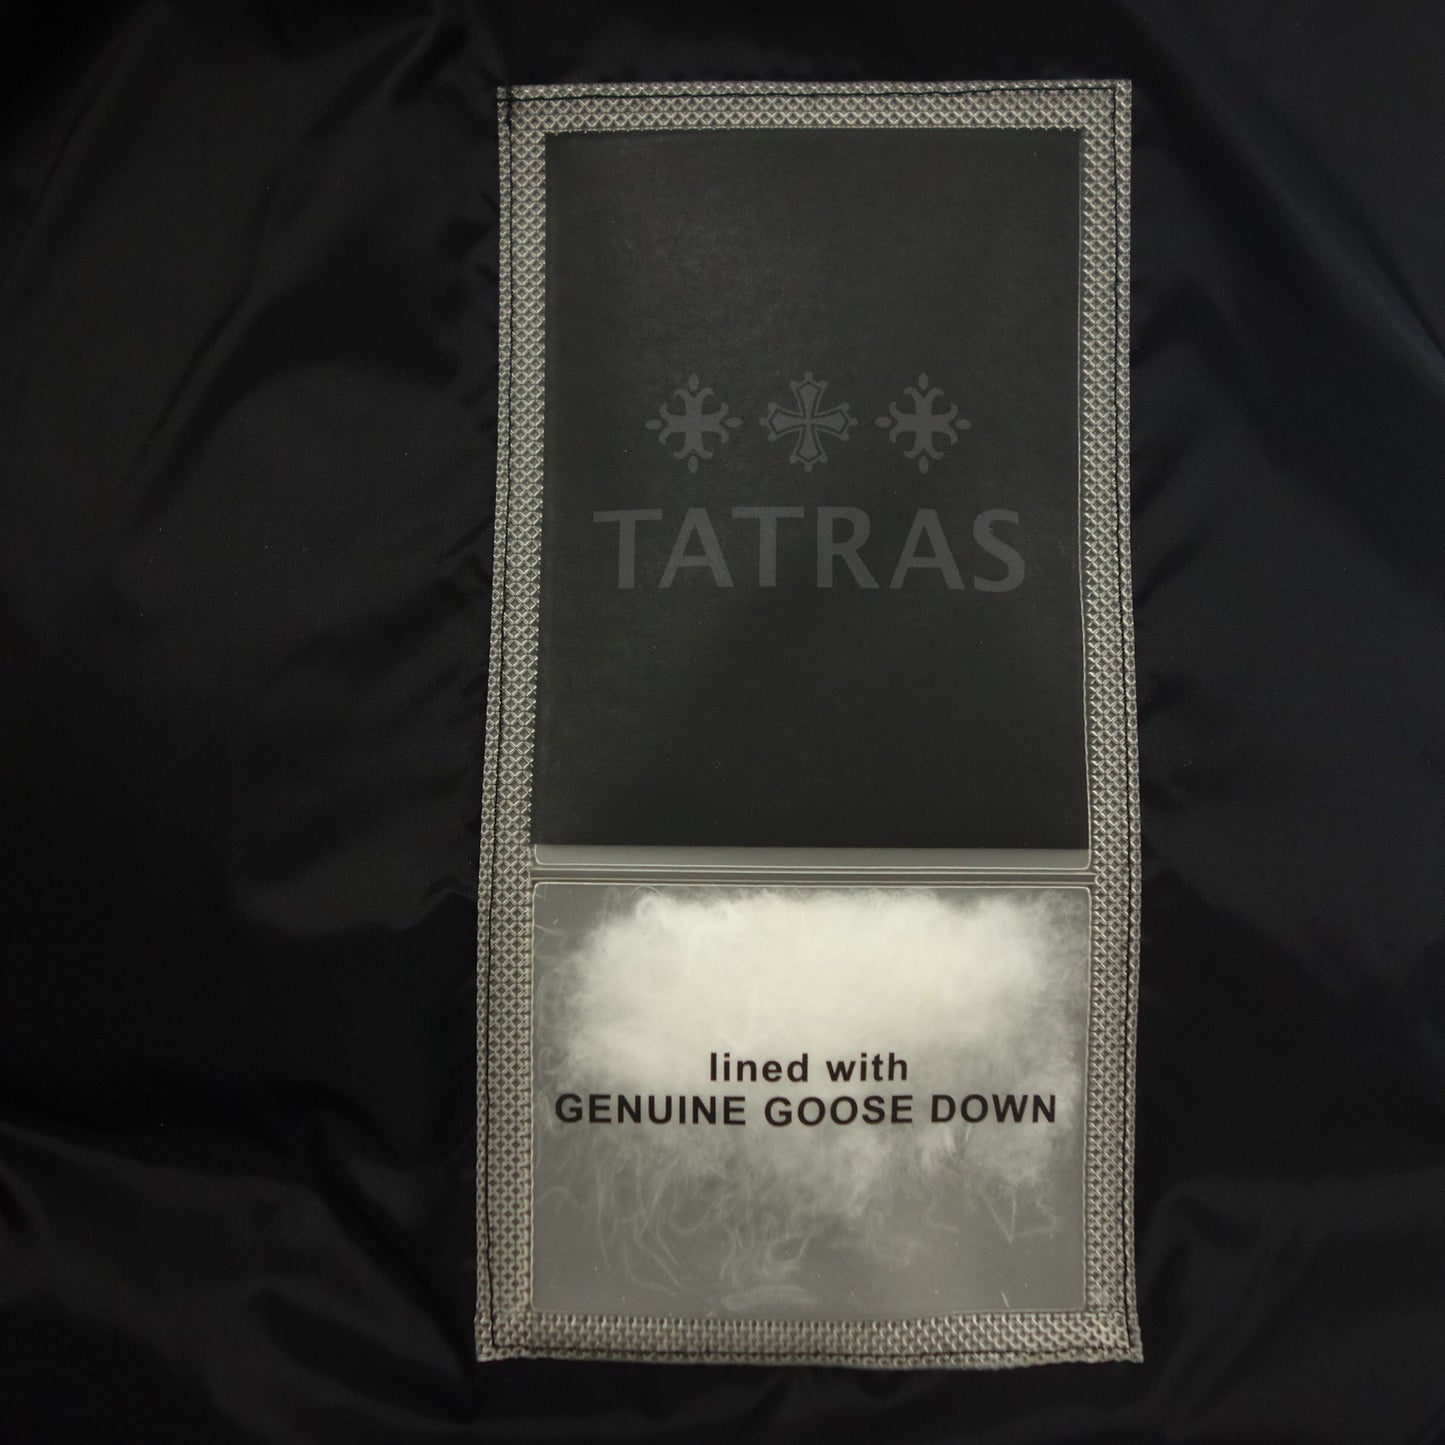 TATRAS
lined with
GENUINE GOOSE DOWN